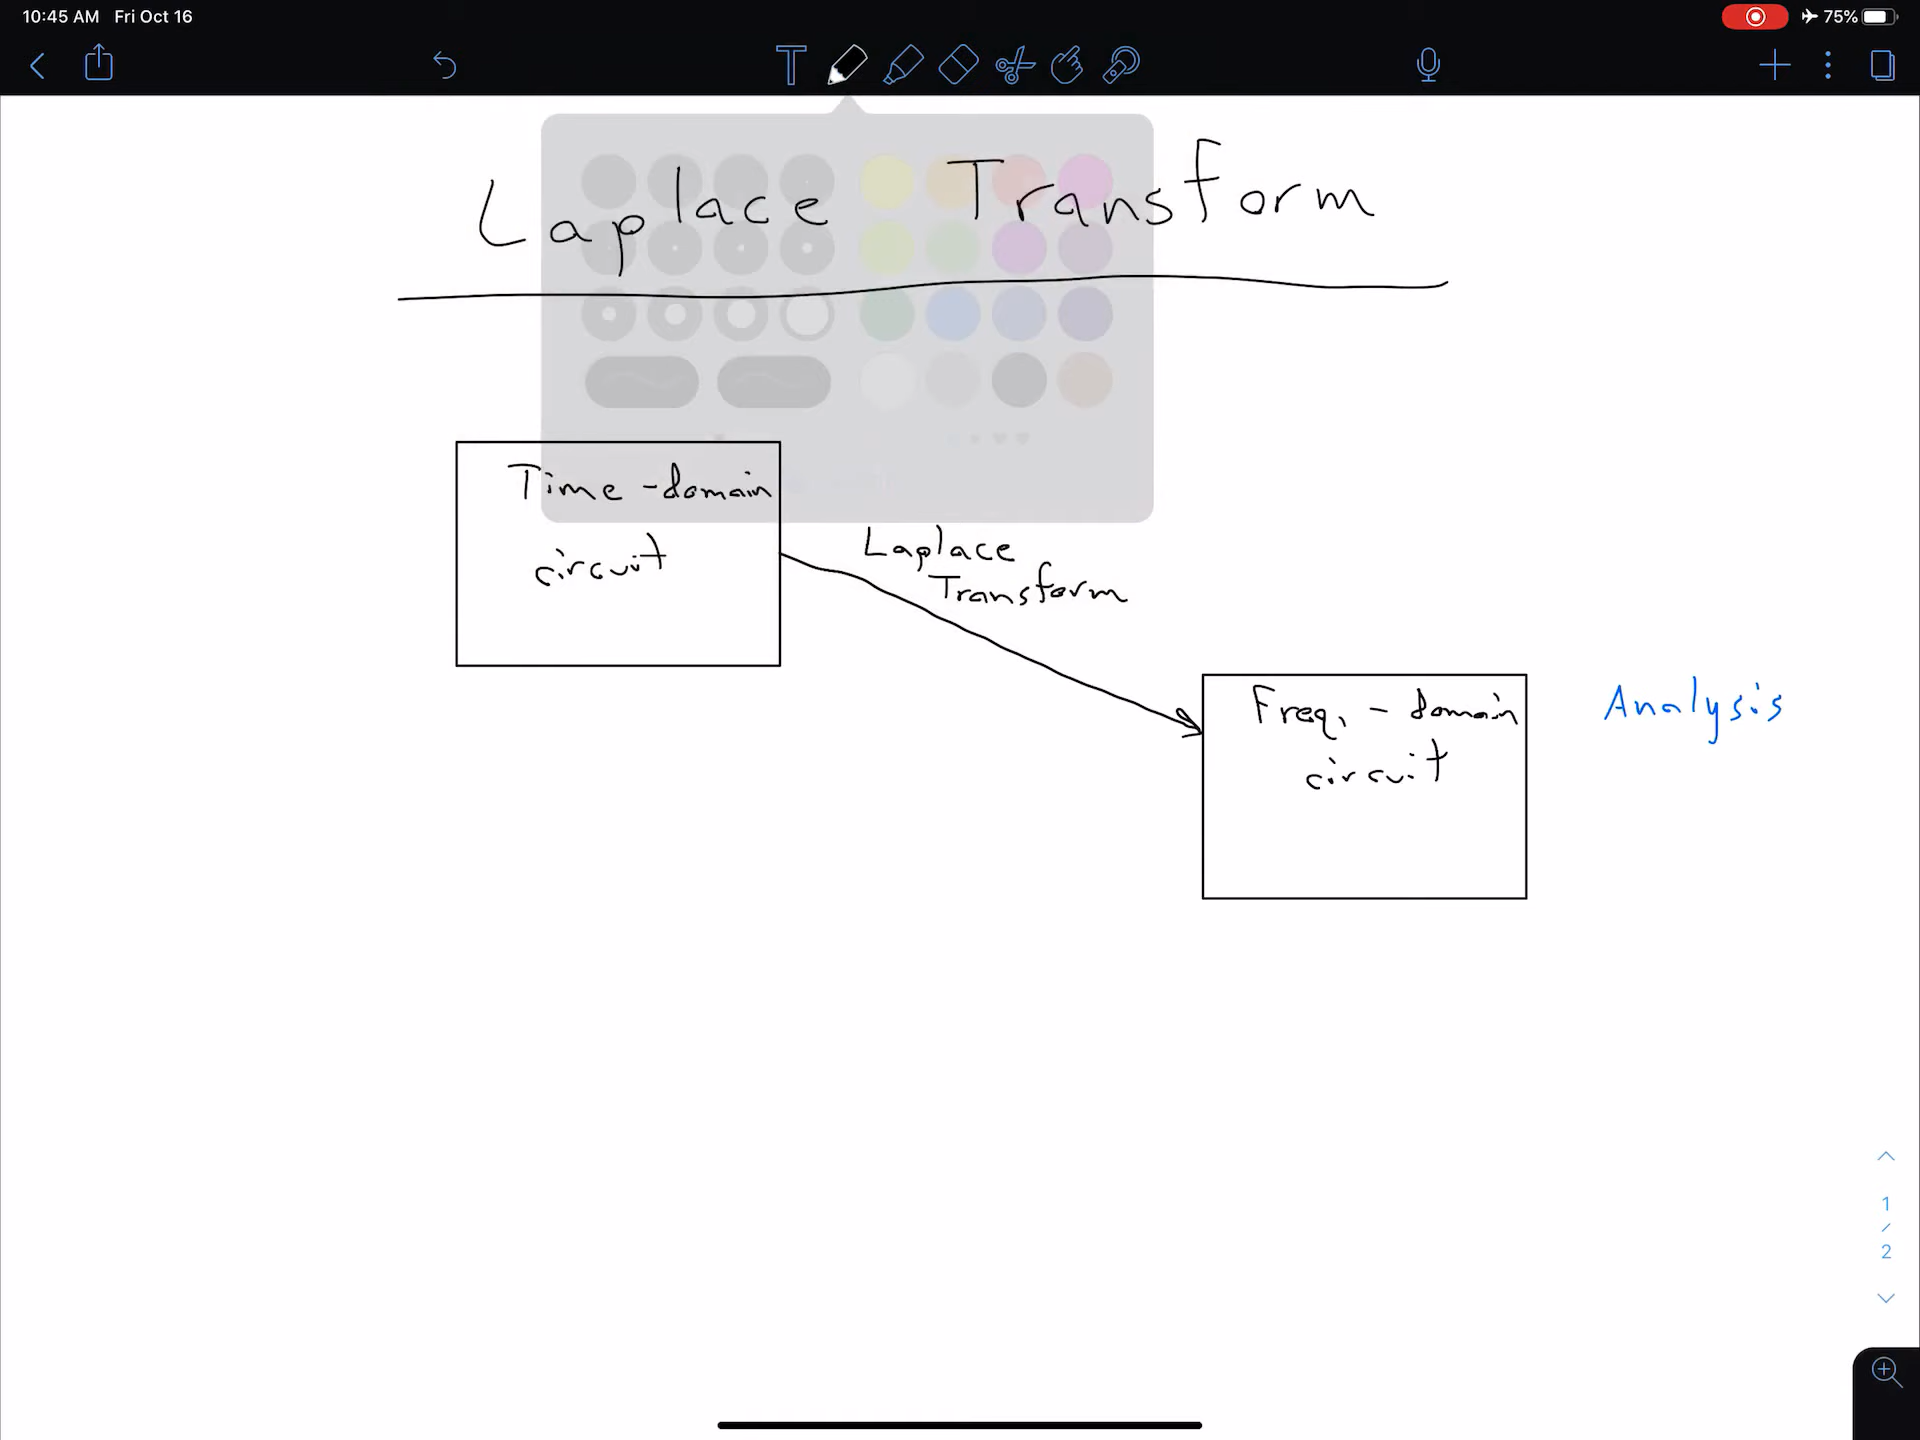 10:45 AM Fri Oct 16
75%
T
Laplace Transform
Time - domain
circuit
Laplace
Transform
Freq. - domain
circuit
Analysis
1
/
2